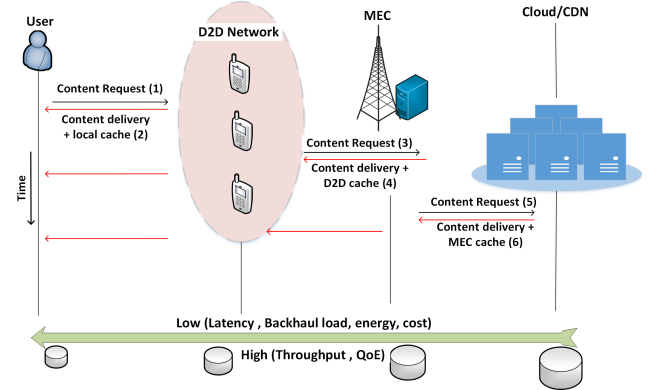 User
D2D Network
MEC
Cloud/CDN
Content Request (1)
Content delivery
+ local cache (2)
Content Request (3)
Content delivery +
D2D cache (4)
Time
Content Request (5)
Content delivery +
MEC cache (6)
Low (Latency , Backhaul load, energy, cost)
High (Throughput , QoE)